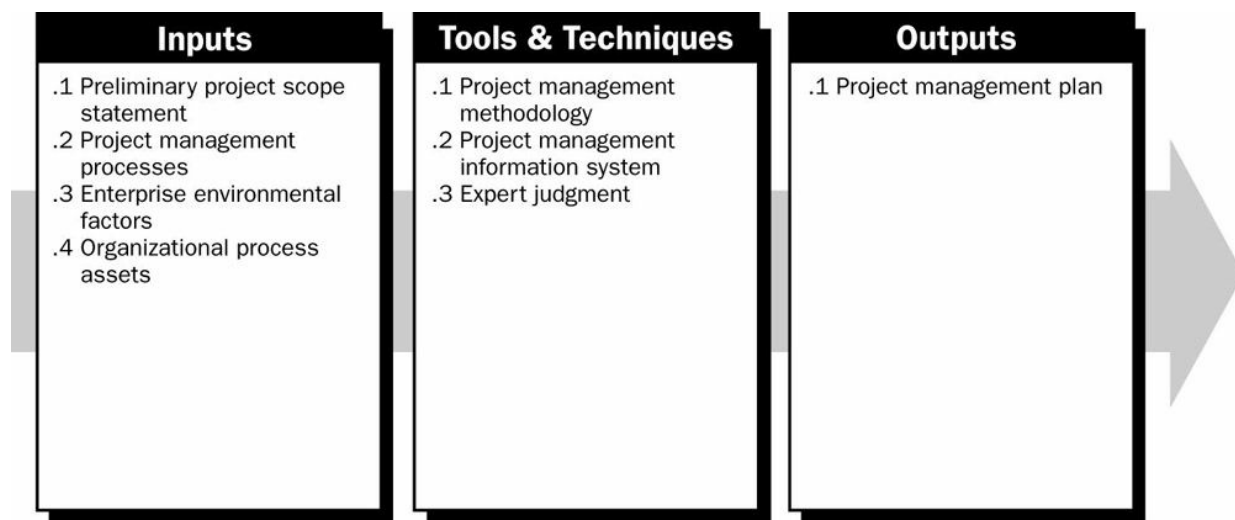 Inputs
.1 Preliminary project scope
statement
.2 Project management
processes
.3 Enterprise environmental
factors
.4 Organizational process
assets
Tools & Techniques
.1 Project management
methodology
.2 Project management
information system
.3 Expert judgment
Outputs
.1 Project management plan